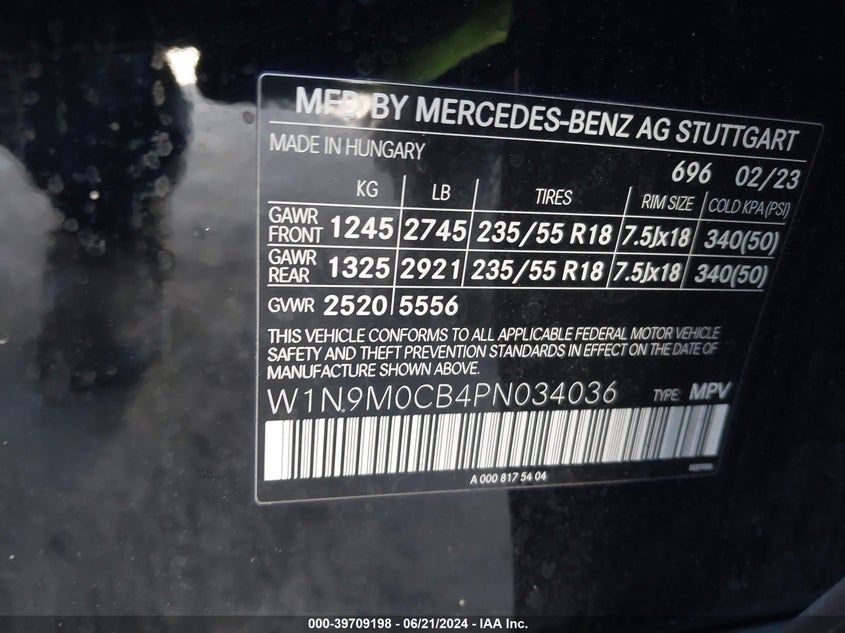 MFD. BY MERCEDES-BENZ AG STUTTGART
MADE IN HUNGARY 696 02/23
KG LB TIRES RIM SIZE COLD KPA (PSI)
GAWR FRONT 1245 2745 235/55 R18 7.5Jx18 340(50)
GAWR REAR 1325 2921 235/55 R18 7.5Jx18 340(50)
GVWR 2520 5556
THIS VEHICLE CONFORMS TO ALL APPLICABLE FEDERAL MOTOR VEHICLE
SAFETY AND THEFT PREVENTION STANDARDS IN EFFECT ON THE DATE OF
MANUFACTURE SHOWN ABOVE.
W1N9M0CB4PN034036 TYPE: MPV
A 000 817 54 04
000-39709198 - 06/21/2024 - IAA Inc.